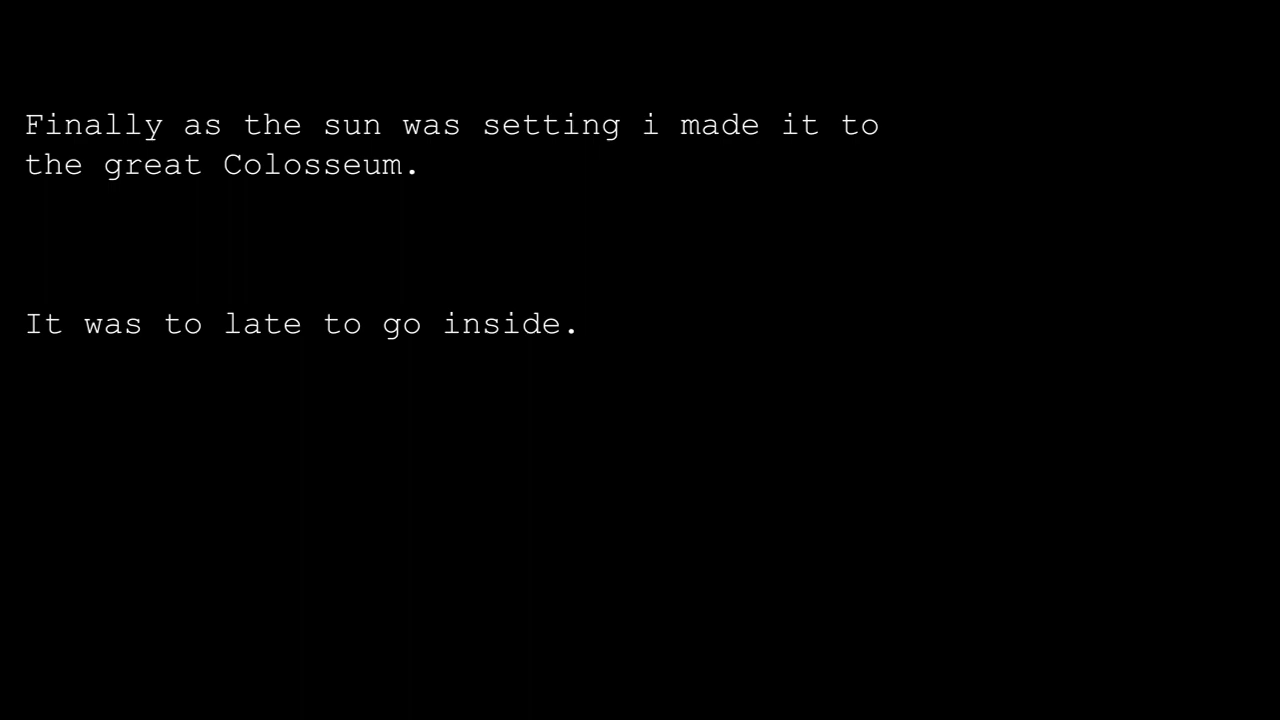 Finally as the sun was setting i made it to
the great Colosseum.
It was to late to go inside.